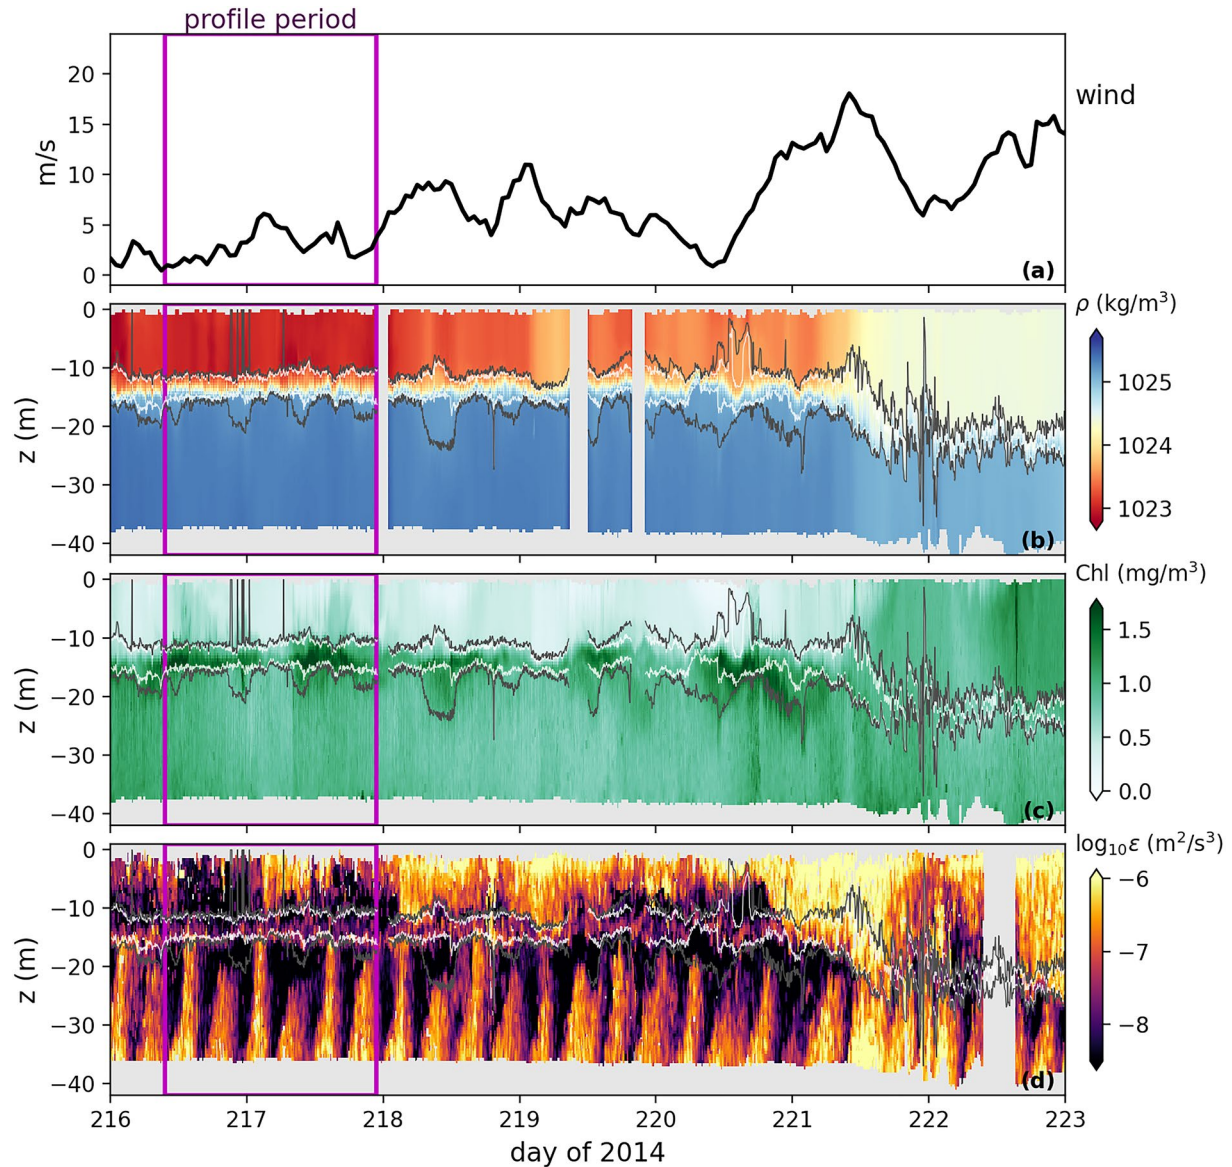 profile period
20
15
10
5
0
m/s
wind
(a)
0
−10
−20
−30
−40
z (m)
ρ (kg/m³)
1025
1024
1023
(b)
0
−10
−20
−30
−40
z (m)
Chl (mg/m³)
1.5
1.0
0.5
0.0
(c)
0
−10
−20
−30
−40
z (m)
log₁₀ε (m²/s³)
−6
−7
−8
(d)
216 217 218 219 220 221 222 223
day of 2014